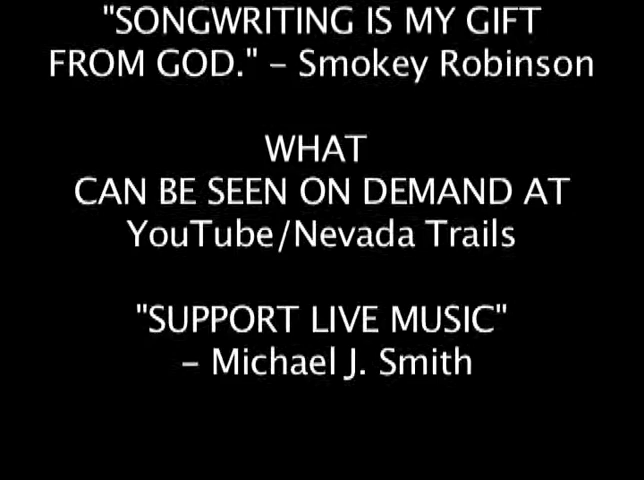 "SONGWRITING IS MY GIFT
FROM GOD." – Smokey Robinson
WHAT
CAN BE SEEN ON DEMAND AT
YouTube/Nevada Trails
"SUPPORT LIVE MUSIC"
– Michael J. Smith